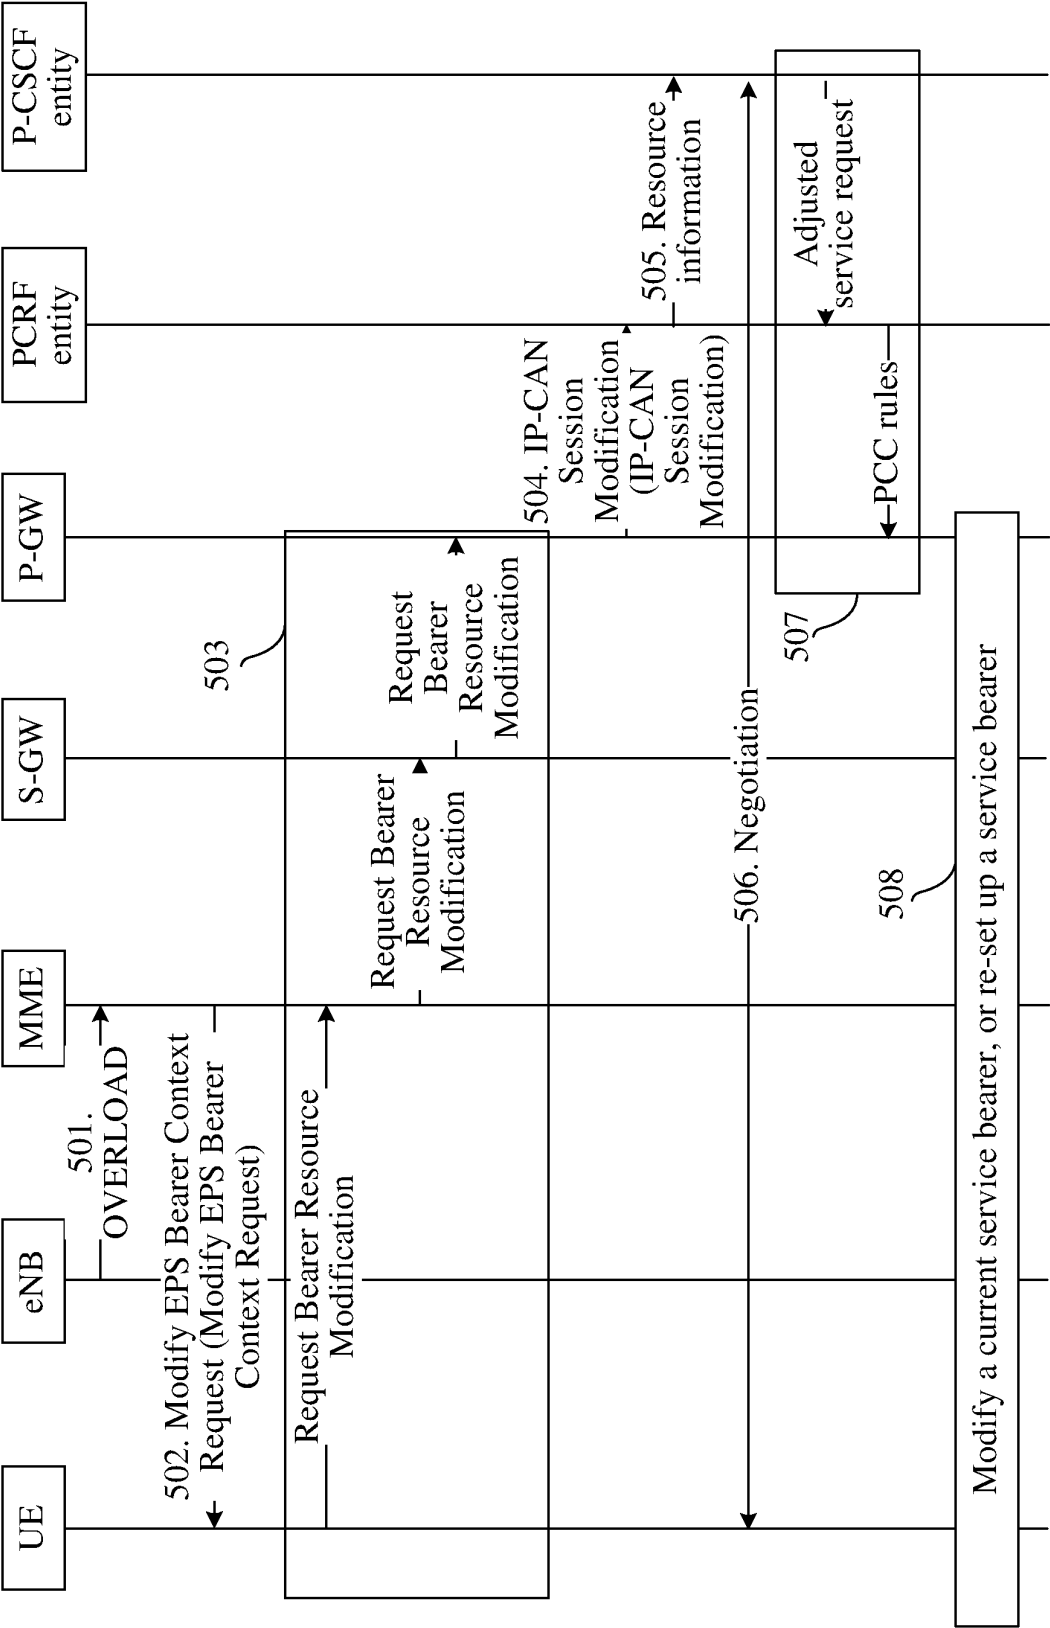 UE
eNB
MME
S-GW
P-GW
PCRF
entity
P-CSCF
entity
501.
OVERLOAD
502. Modify EPS Bearer Context
Request (Modify EPS Bearer
Context Request)
503
Request Bearer Resource
Modification
Request Bearer
Resource
Modification
Request
Bearer
Resource
Modification
504. IP-CAN
Session
Modification
(IP-CAN
Session
Modification)
505. Resource
information
506. Negotiation
507
Adjusted
service request
PCC rules
508
Modify a current service bearer, or re-set up a service bearer